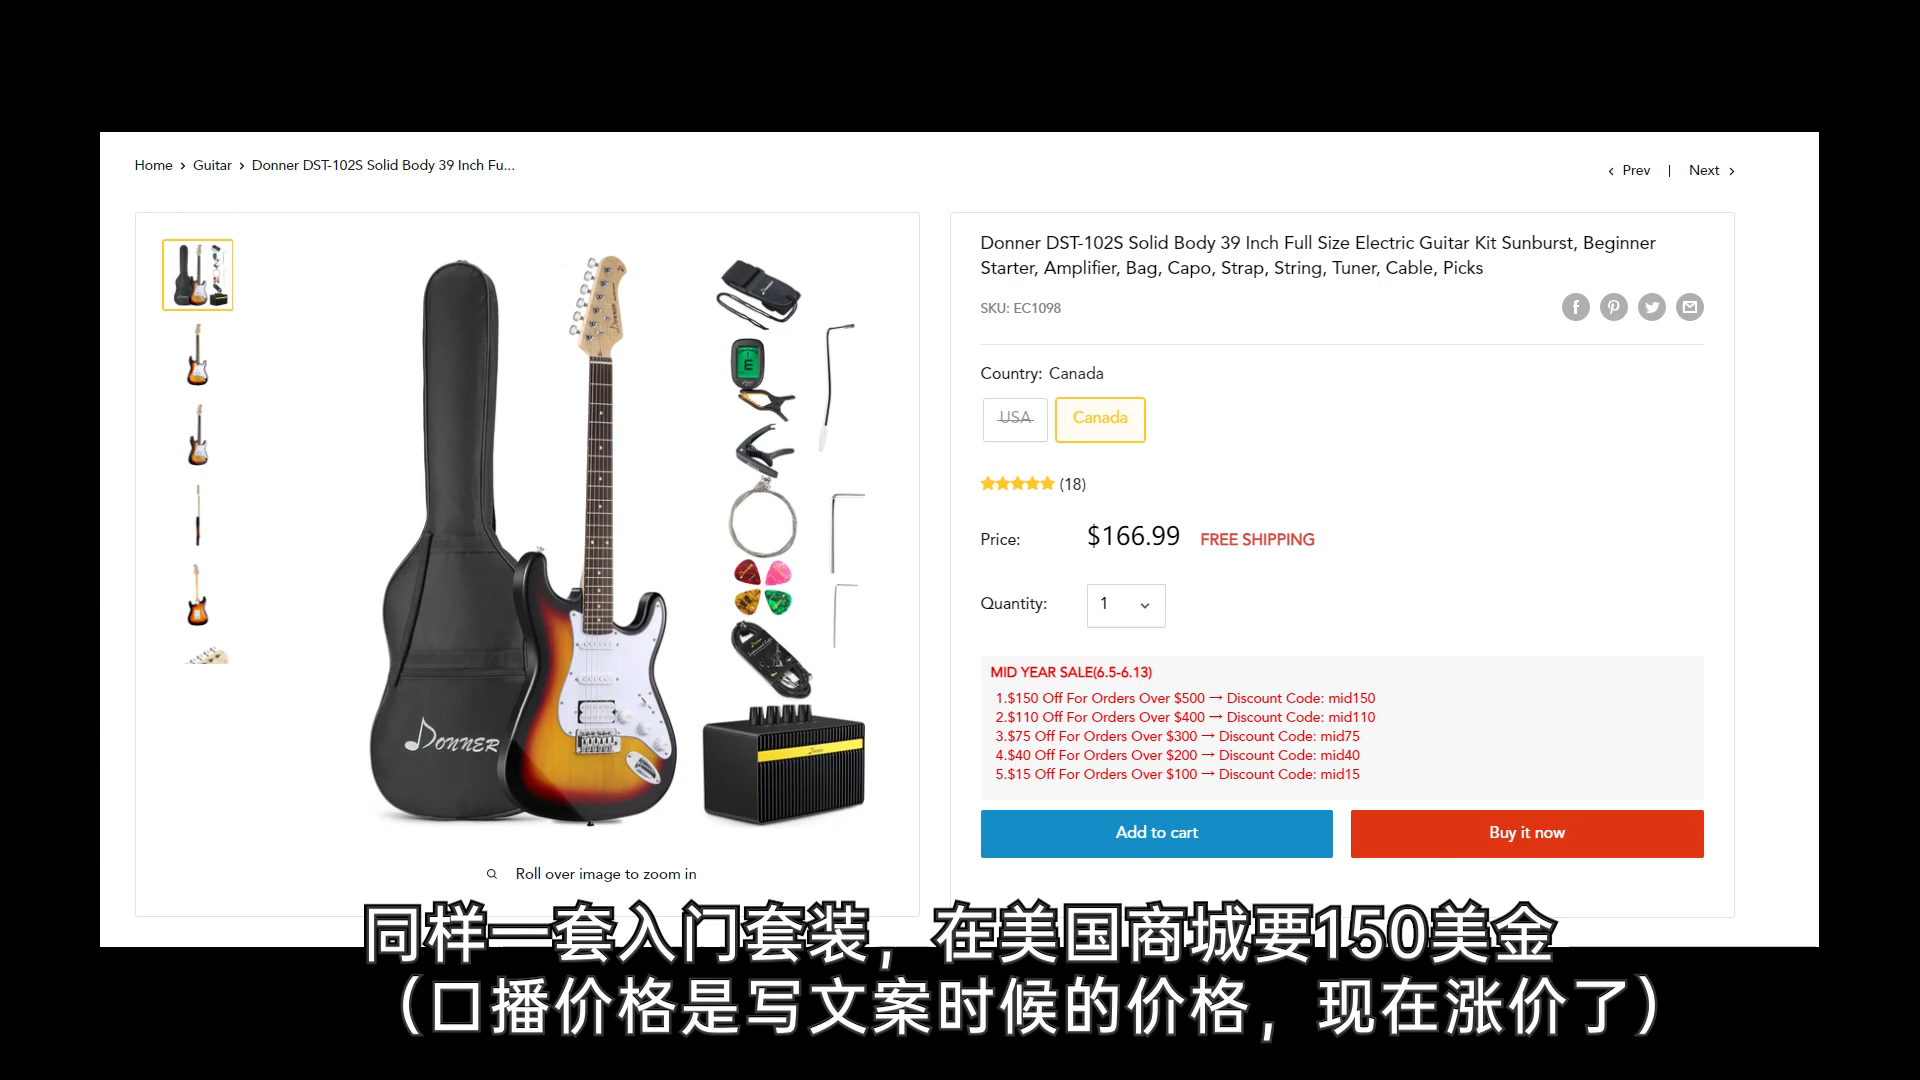 Home › Guitar › Donner DST-102S Solid Body 39 Inch Fu...
‹ Prev | Next ›
Donner DST-102S Solid Body 39 Inch Full Size Electric Guitar Kit Sunburst, Beginner
Starter, Amplifier, Bag, Capo, Strap, String, Tuner, Cable, Picks
SKU: EC1098
Country: Canada
USA
Canada
(18)
Price: $166.99 FREE SHIPPING
Quantity: 1
MID YEAR SALE(6.5-6.13)
1.$150 Off For Orders Over $500 → Discount Code: mid150
2.$110 Off For Orders Over $400 → Discount Code: mid110
3.$75 Off For Orders Over $300 → Discount Code: mid75
4.$40 Off For Orders Over $200 → Discount Code: mid40
5.$15 Off For Orders Over $100 → Discount Code: mid15
Add to cart
Buy it now
DONNER
DONNER
E
Roll over image to zoom in
同样一套入门套装，在美国商城要150美金
（口播价格是写文案时候的价格，现在涨价了）